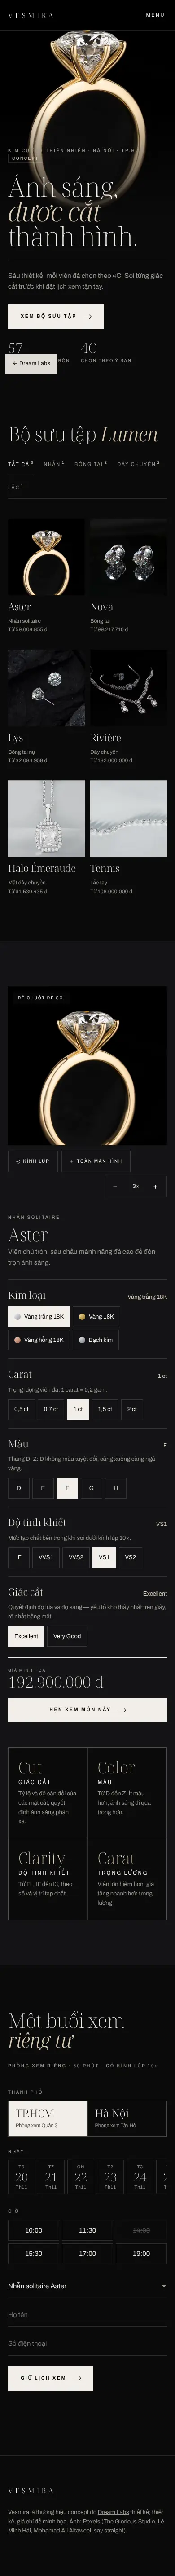 VESMIRA
MENU
KIM CƯ THIÊN NHIÊN · HÀ NỘI · TP.H
CONCEPT
Ánh sáng,
được cắt
thành hình.
Sáu thiết kế, mỗi viên đá chọn theo 4C. Soi từng giác
cắt trước khi đặt lịch xem tận tay.
XEM BỘ SƯU TẬP →
57
4C
CHỌN THEO Ý BẠN
← Dream Labs
Bộ sưu tập Lumen
TẤT CẢ 6
NHẪN 1
BÔNG TAI 2
DÂY CHUYỀN 2
LẮC 1
Aster
Nhẫn solitaire
Từ 59.608.855 ₫
Nova
Bông tai
Từ 39.217.710 ₫
Lys
Bông tai nụ
Từ 32.083.959 ₫
Rivière
Dây chuyền
Từ 182.000.000 ₫
Halo Émeraude
Mặt dây chuyền
Từ 91.539.435 ₫
Tennis
Lắc tay
Từ 108.000.000 ₫
RÊ CHUỘT ĐỂ SOI
KÍNH LÚP
TOÀN MÀN HÌNH
− 3× +
NHẪN SOLITAIRE
Aster
Viên chủ tròn, sáu chấu mảnh nâng đá cao để đón
trọn ánh sáng.
Kim loại
Vàng trắng 18K
Vàng trắng 18K
Vàng 18K
Vàng hồng 18K
Bạch kim
Carat
1 ct
Trọng lượng viên đá. 1 carat = 0,2 gam.
0,5 ct
0,7 ct
1 ct
1,5 ct
2 ct
Màu
F
Thang D–Z: D không màu tuyệt đối, càng xuống càng ngả
vàng.
D
E
F
G
H
Độ tinh khiết
VS1
Mức tạp chất bên trong khi soi dưới kính lúp 10×.
IF
VVS1
VVS2
VS1
VS2
Giác cắt
Excellent
Quyết định độ lửa và độ sáng — yếu tố khó thấy nhất trên giấy,
rõ nhất bằng mắt.
Excellent
Very Good
GIÁ MINH HỌA
192.900.000 ₫
HẸN XEM MÓN NÀY →
Cut
GIÁC CẮT
Tỷ lệ và độ cân đối của
các mặt cắt, quyết
định ánh sáng phản
xạ.
Color
MÀU
Từ D đến Z. Ít màu
hơn, ánh sáng đi qua
trong hơn.
Clarity
ĐỘ TINH KHIẾT
Từ FL, IF đến I3, theo
số và vị trí tạp chất.
Carat
TRỌNG LƯỢNG
Viên lớn hiếm hơn, giá
tăng nhanh hơn trọng
lượng.
Một buổi xem
riêng tư
PHÒNG XEM RIÊNG · 60 PHÚT · CÓ KÍNH LÚP 10×
THÀNH PHỐ
TP.HCM
Phòng xem Quận 3
Hà Nội
Phòng xem Tây Hồ
NGÀY
T6
20
Th11
T7
21
Th11
CN
22
Th11
T2
23
Th11
T3
24
Th11
GIỜ
10:00
11:30
14:00
15:30
17:00
19:00
Nhẫn solitaire Aster
Họ tên
Số điện thoại
GIỮ LỊCH XEM →
VESMIRA
Vesmira là thương hiệu concept do Dream Labs thiết kế; thiết
kế, giá chỉ để minh họa. Ảnh: Pexels (The Glorious Studio, Lê
Minh Hải, Mohamad Ali Altaweel, say straight).